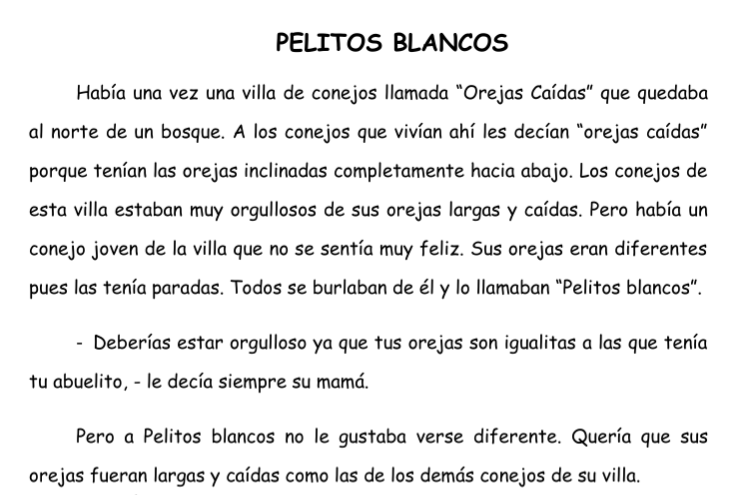 PELITOS BLANCOS
Había una vez una villa de conejos llamada “Orejas Caídas” que quedaba
al norte de un bosque. A los conejos que vivían ahí les decían “orejas caídas”
porque tenían las orejas inclinadas completamente hacia abajo. Los conejos de
esta villa estaban muy orgullosos de sus orejas largas y caídas. Pero había un
conejo joven de la villa que no se sentía muy feliz. Sus orejas eran diferentes
pues las tenía paradas. Todos se burlaban de él y lo llamaban “Pelitos blancos”.
- Deberías estar orgulloso ya que tus orejas son igualitas a las que tenía
tu abuelito, - le decía siempre su mamá.
Pero a Pelitos blancos no le gustaba verse diferente. Quería que sus
orejas fueran largas y caídas como las de los demás conejos de su villa.